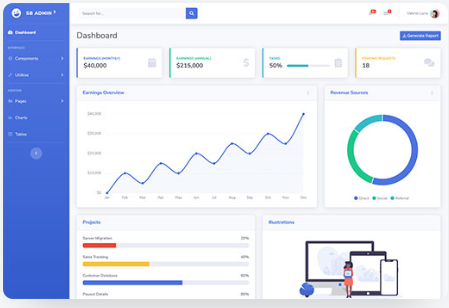 SB ADMIN 2
Search for...
Valerie Luna
Dashboard
Dashboard
Generate Report
INTERFACE
Components
Utilities
ADDONS
Pages
Charts
Tables
EARNINGS (MONTHLY)
$40,000
EARNINGS (ANNUAL)
$215,000
TASKS
50%
PENDING REQUESTS
18
Earnings Overview
Revenue Sources
$40,000
$30,000
$20,000
$10,000
$0
Jan Feb Mar Apr May Jun Jul Aug Sep Oct Nov Dec
Direct Social Referral
Projects
Illustrations
Server Migration 20%
Sales Tracking 40%
Customer Database 60%
Payout Details 80%